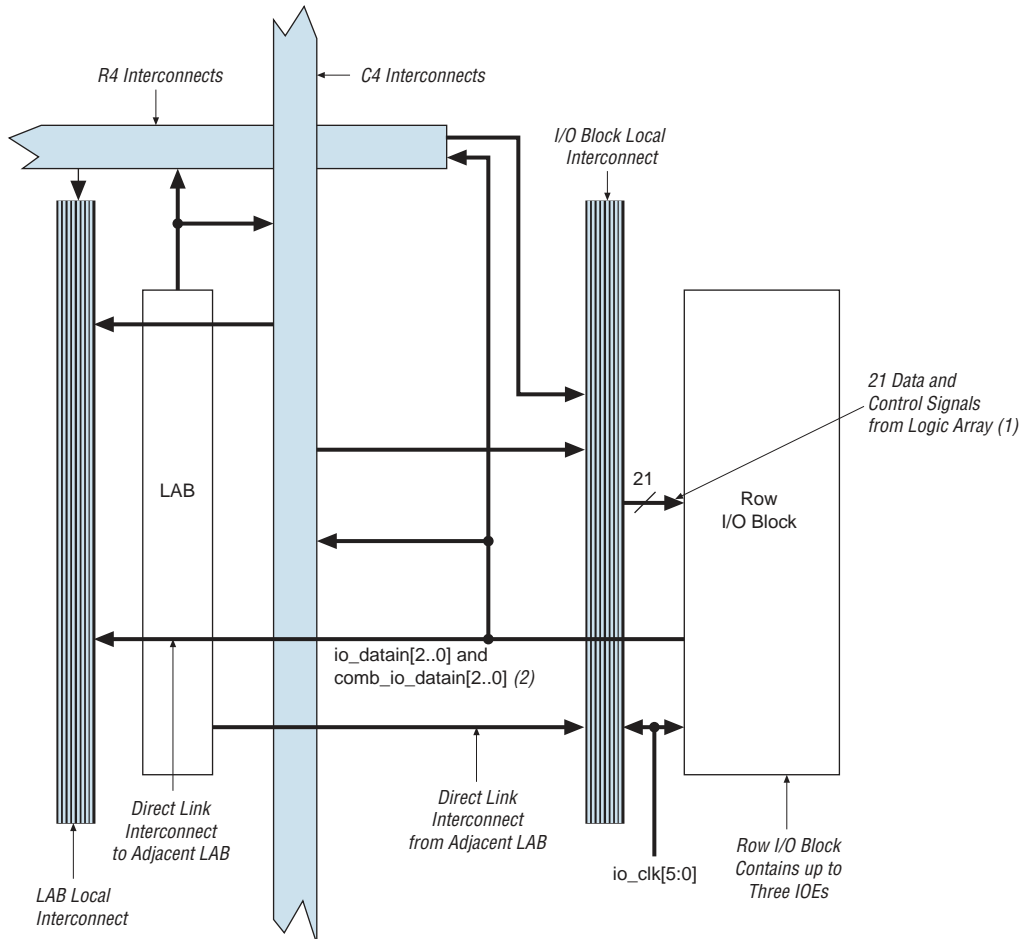 R4 Interconnects
C4 Interconnects
I/O Block Local
Interconnect
21 Data and
Control Signals
from Logic Array (1)
21
LAB
Row
I/O Block
io_datain[2..0] and
comb_io_datain[2..0] (2)
Direct Link
Interconnect
to Adjacent LAB
Direct Link
Interconnect
from Adjacent LAB
Row I/O Block
Contains up to
Three IOEs
io_clk[5:0]
LAB Local
Interconnect